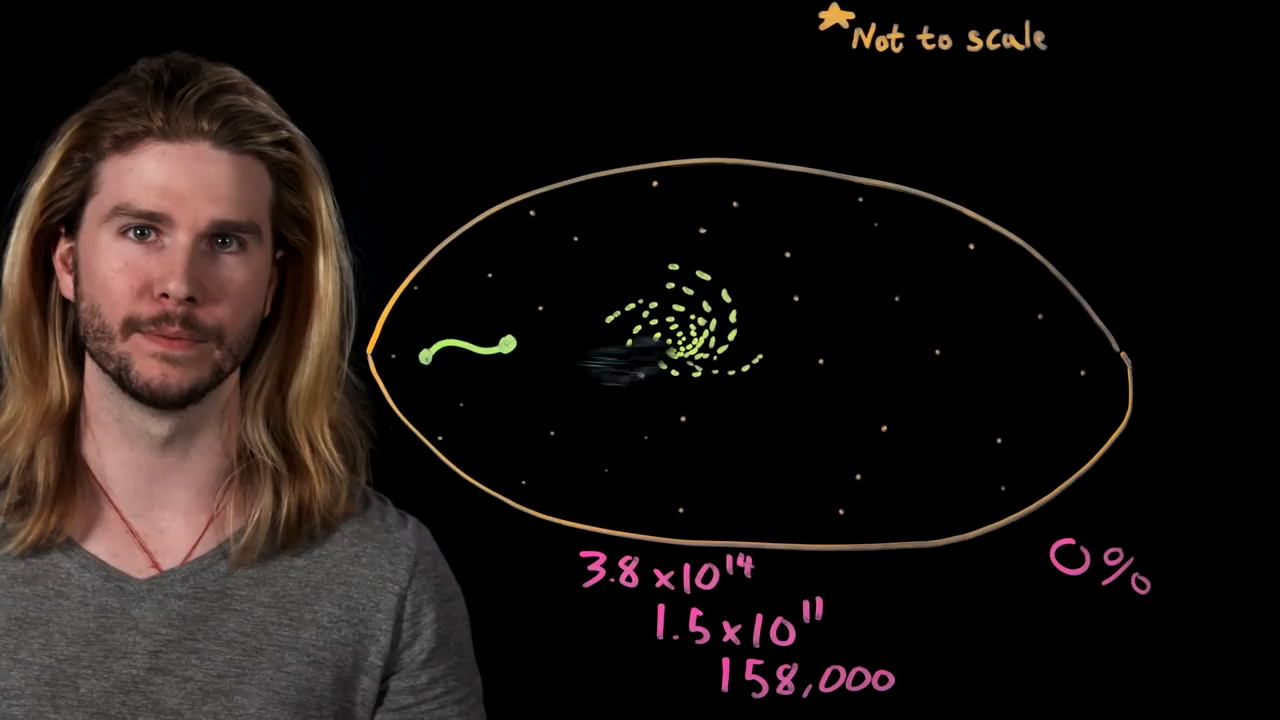 Not to scale
3.8 x 10¹⁴
1.5 x 10¹¹
158,000
0%